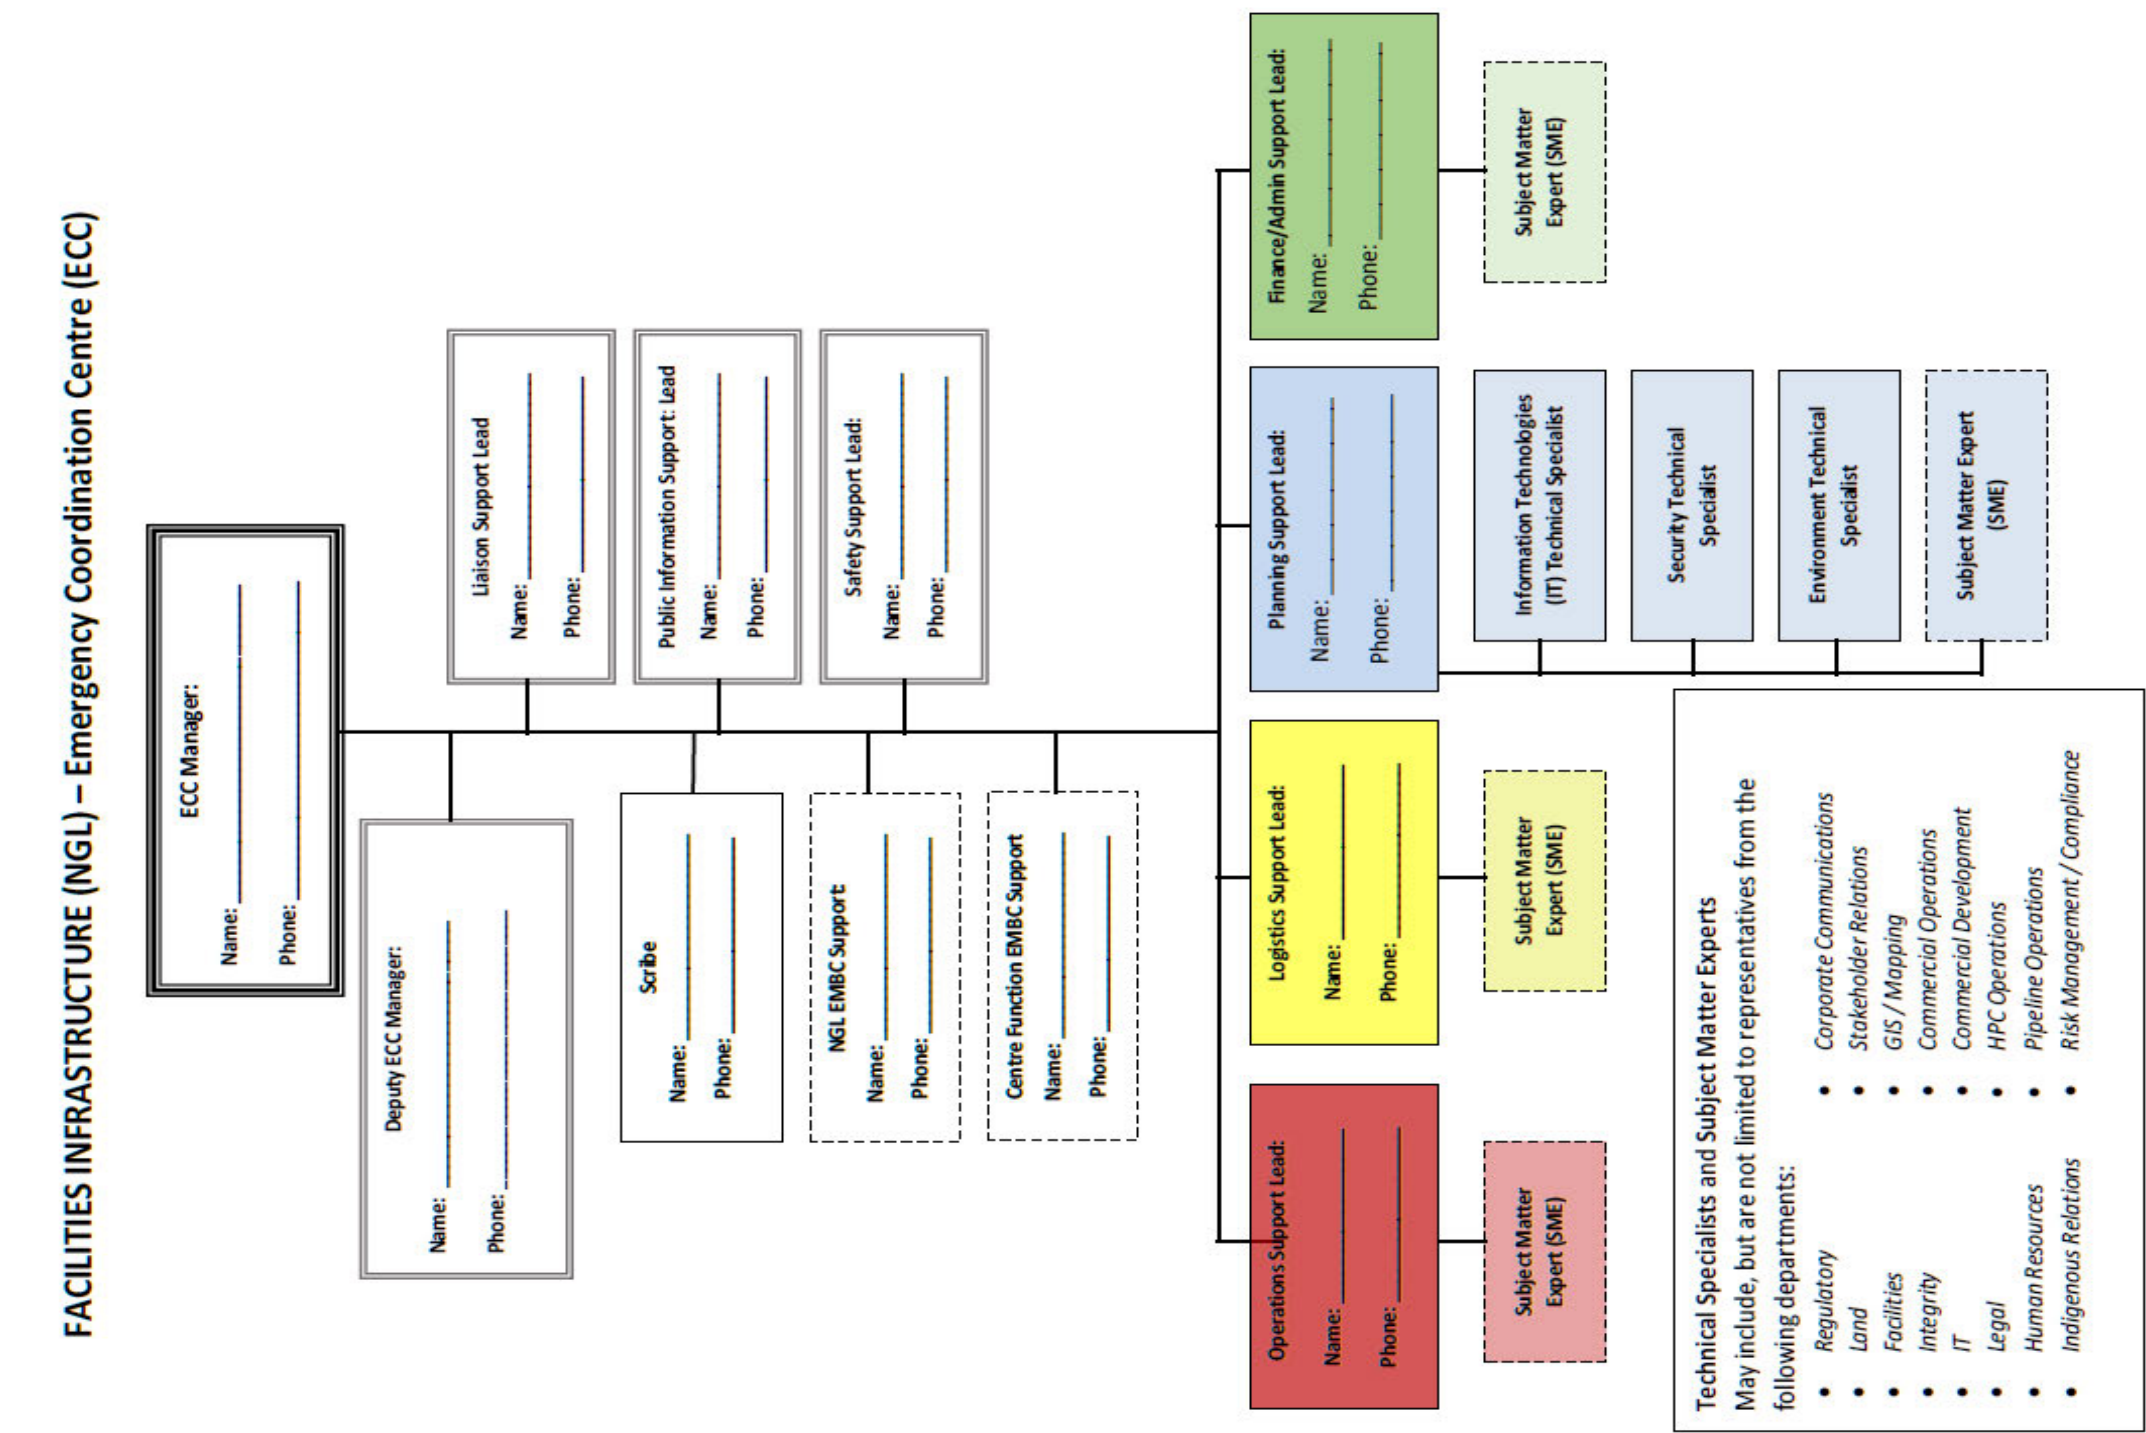 FACILITIES INFRASTRUCTURE (NGL) – Emergency Coordination Centre (ECC)
ECC Manager:
Name:
Phone:
Deputy ECC Manager:
Name:
Phone:
Liaison Support Lead
Name:
Phone:
Scribe
Name:
Phone:
Public Information Support: Lead
Name:
Phone:
NGL EMBC Support:
Name:
Phone:
Safety Support Lead:
Name:
Phone:
Centre Function EMBC Support
Name:
Phone:
Operations Support Lead:
Name:
Phone:
Logistics Support Lead:
Name:
Phone:
Planning Support Lead:
Name:
Phone:
Finance/Admin Support Lead:
Name:
Phone:
Subject Matter
Expert (SME)
Subject Matter
Expert (SME)
Information Technologies
(IT) Technical Specialist
Subject Matter
Expert (SME)
Security Technical
Specialist
Environment Technical
Specialist
Subject Matter Expert
(SME)
Technical Specialists and Subject Matter Experts
May include, but are not limited to representatives from the
following departments:
• Regulatory
• Land
• Facilities
• Integrity
• IT
• Legal
• Human Resources
• Indigenous Relations
• Corporate Communications
• Stakeholder Relations
• GIS / Mapping
• Commercial Operations
• Commercial Development
• HPC Operations
• Pipeline Operations
• Risk Management / Compliance